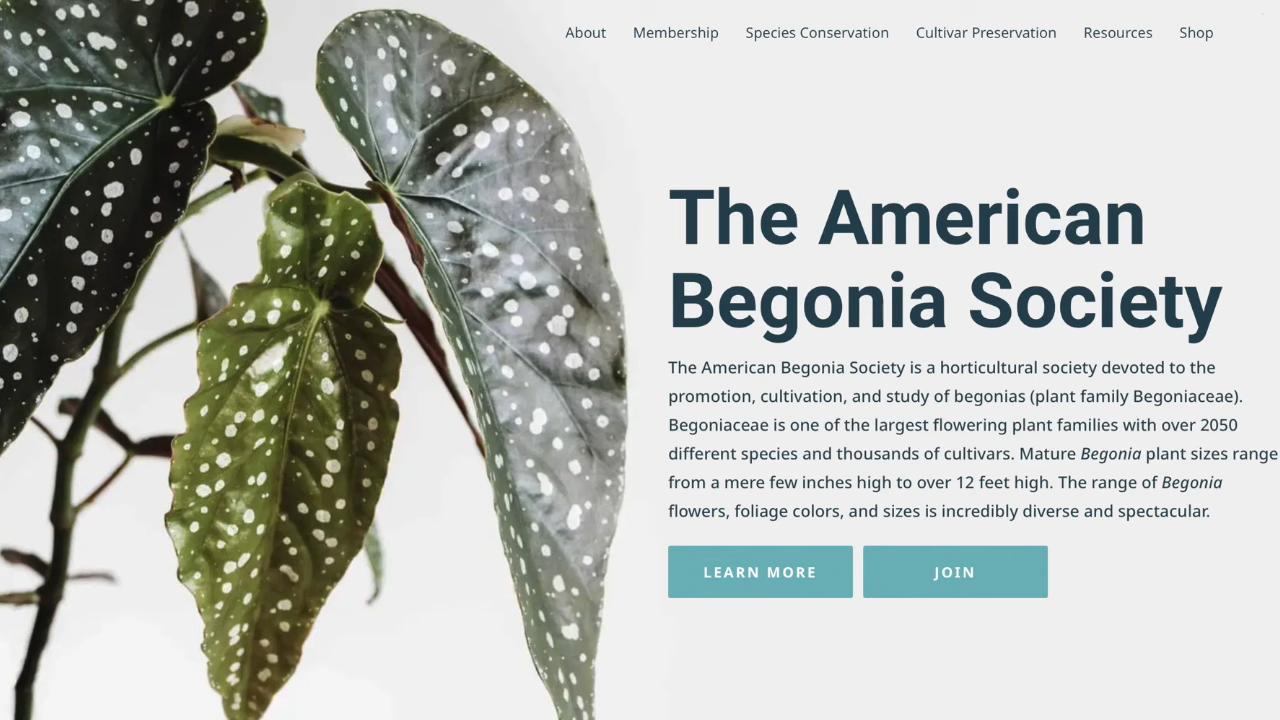 About Membership Species Conservation Cultivar Preservation Resources Shop
The American
Begonia Society
The American Begonia Society is a horticultural society devoted to the
promotion, cultivation, and study of begonias (plant family Begoniaceae).
Begoniaceae is one of the largest flowering plant families with over 2050
different species and thousands of cultivars. Mature Begonia plant sizes range
from a mere few inches high to over 12 feet high. The range of Begonia
flowers, foliage colors, and sizes is incredibly diverse and spectacular.
LEARN MORE JOIN